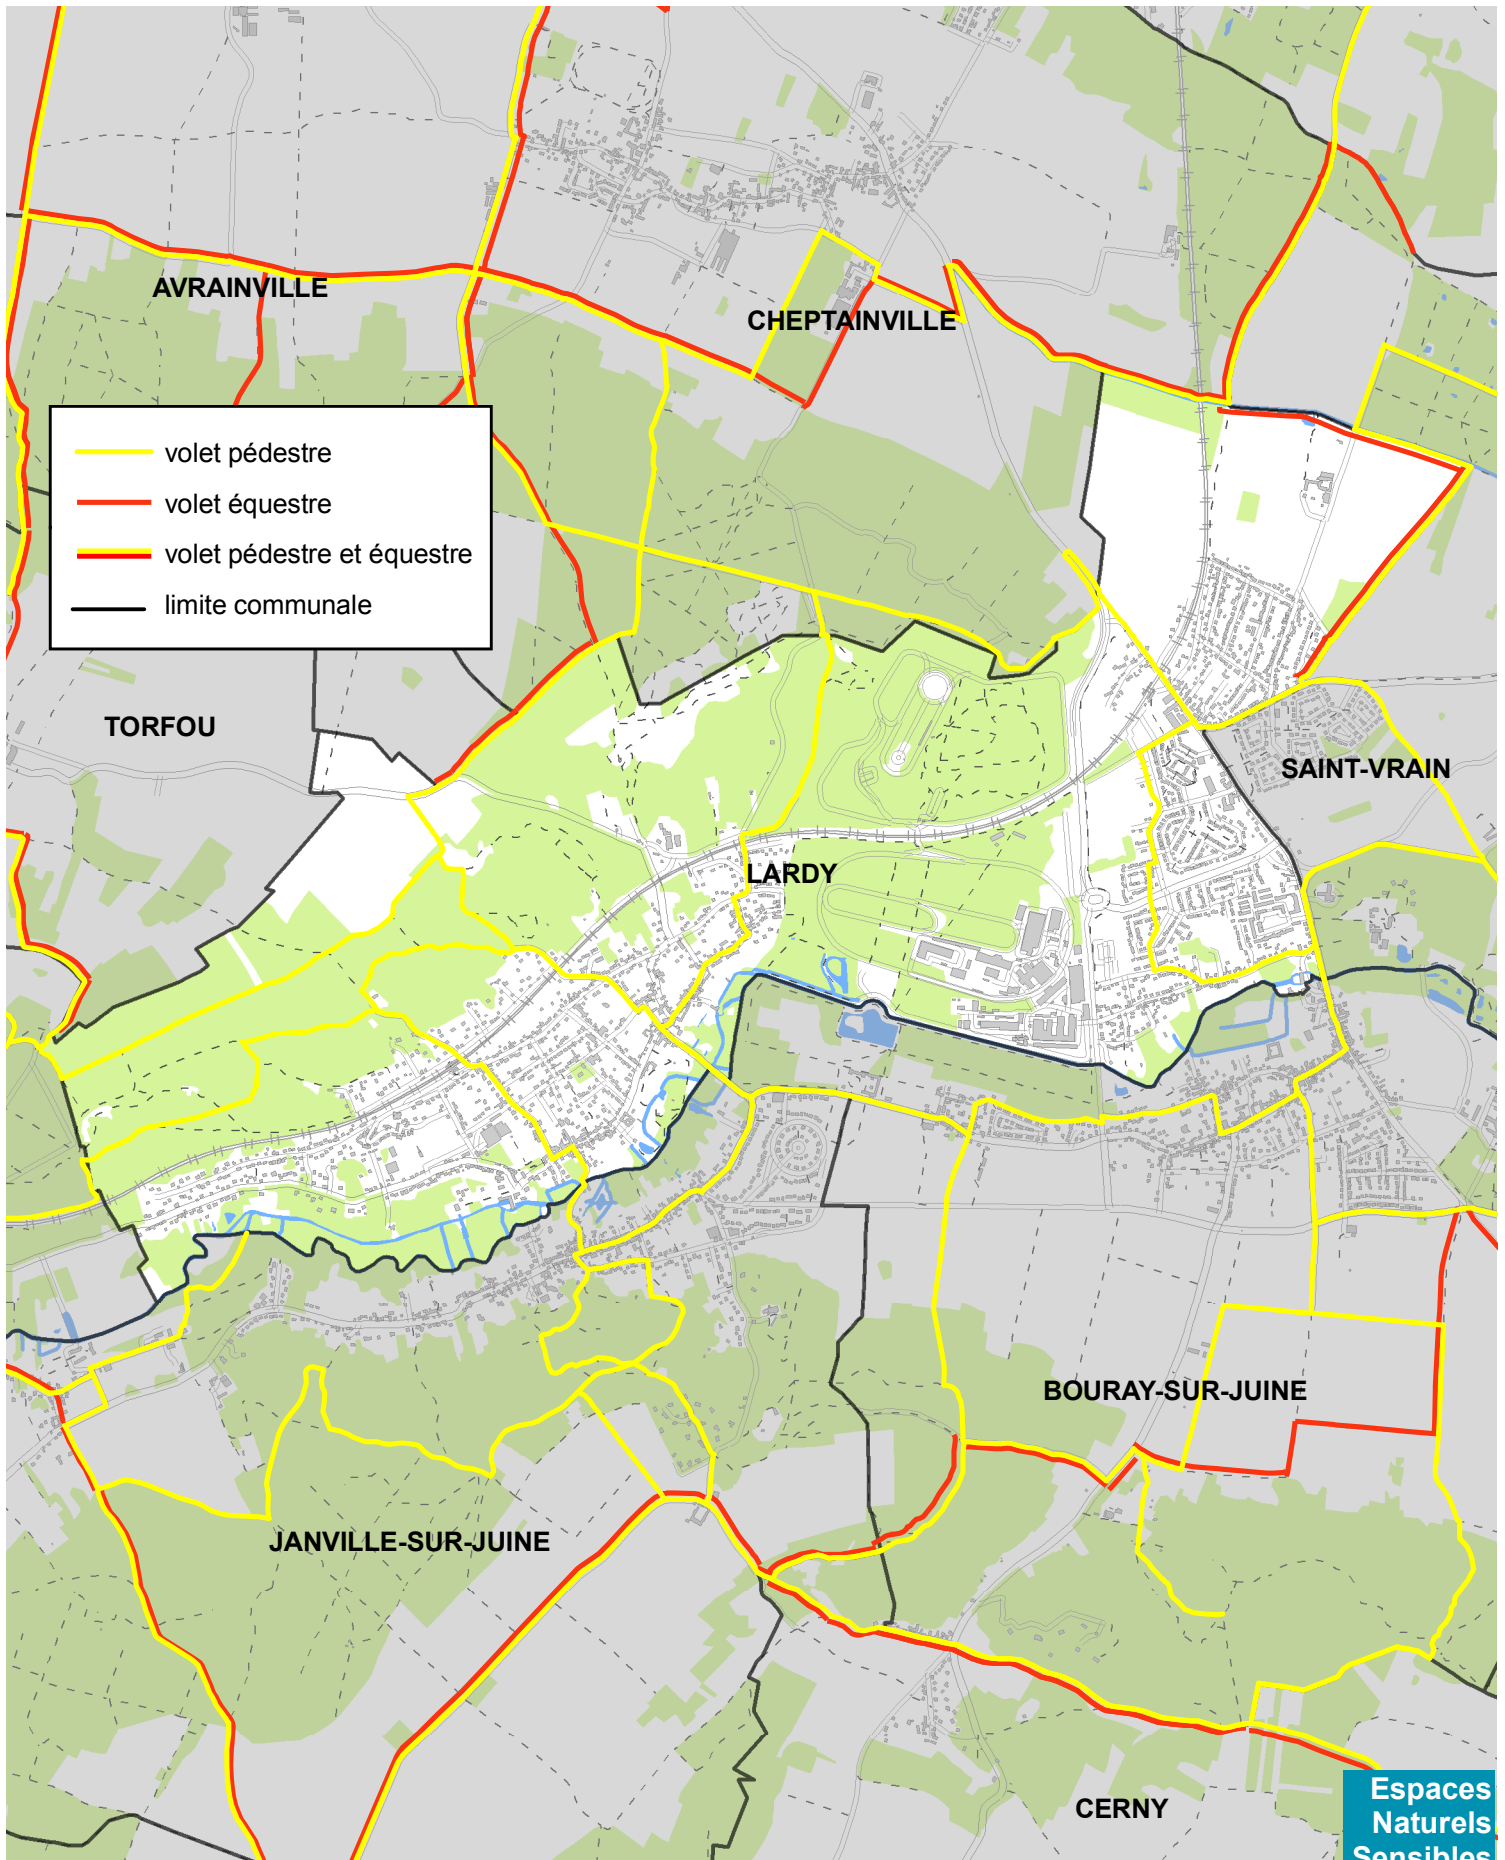 AVRAINVILLE
CHEPTAINVILLE
volet pédestre
volet équestre
volet pédestre et équestre
limite communale
TORFOU
SAINT-VRAIN
LARDY
BOURAY-SUR-JUINE
JANVILLE-SUR-JUINE
CERNY
Espaces
Naturels
Sensibles